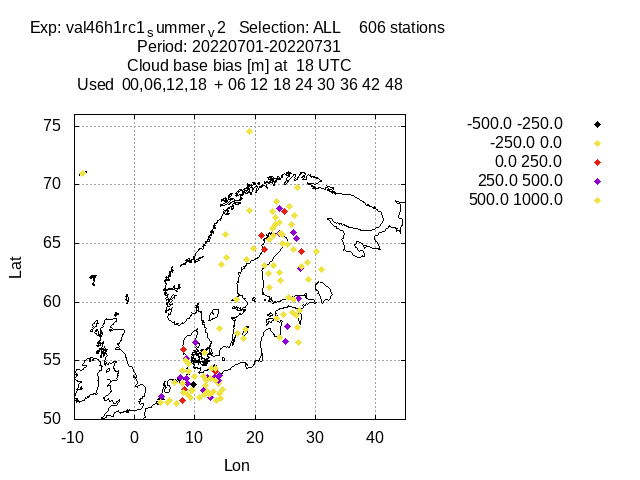 Exp: val46h1rc1summerv2 Selection: ALL 606 stations
Period: 20220701-20220731
Cloud base bias [m] at 18 UTC
Used 00,06,12,18 + 06 12 18 24 30 36 42 48
-500.0 -250.0
-250.0 0.0
0.0 250.0
250.0 500.0
500.0 1000.0
75
70
65
60
55
50
Lat
-10 0 10 20 30 40
Lon